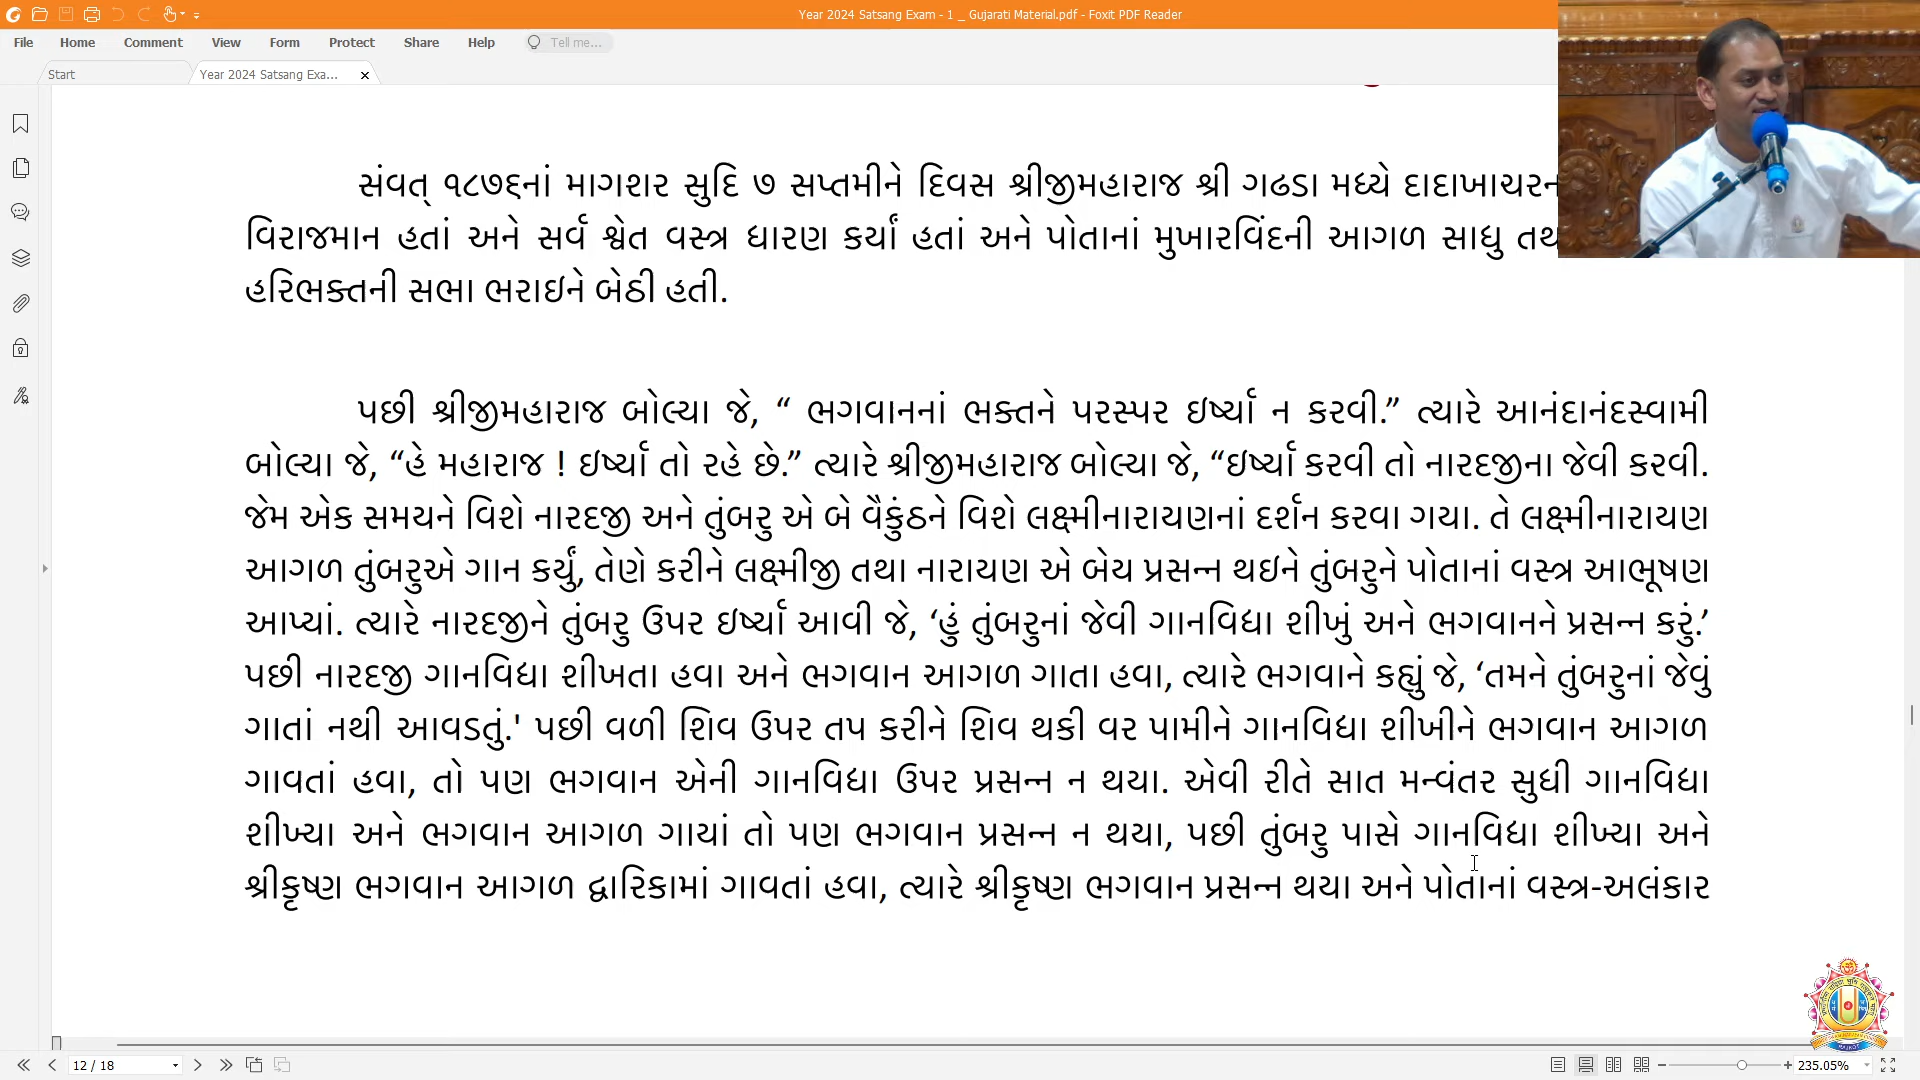 Year 2024 Satsang Exam - 1 _ Gujarati Material.pdf - Foxit PDF Reader
File Home Comment View Form Protect Share Help Tell me...
Start Year 2024 Satsang Exa...
સંવત્ ૧૮૭૬નાં માગશર સુદિ ૭ સપ્તમીને દિવસ શ્રીજીમહારાજ શ્રી ગઢડા મધ્યે દાદાખાચરન
વિરાજમાન હતાં અને સર્વ શ્વેત વસ્ત્ર ધારણ કર્યાં હતાં અને પોતાનાં મુખારવિંદની આગળ સાધુ
હરિભક્તની સભા ભરાઇને બેઠી હતી.
પછી શ્રીજીમહારાજ બોલ્યા જે, “ ભગવાનનાં ભક્તને પરસ્પર ઇર્ષ્યા ન કરવી.” ત્યારે આનંદાનંદસ્વામી
બોલ્યા જે, “હે મહારાજ ! ઇર્ષ્યા તો રહે છે.” ત્યારે શ્રીજીમહારાજ બોલ્યા જે, “ઇર્ષ્યા કરવી તો નારદજીના જેવી કરવી.
જેમ એક સમયને વિશે નારદજી અને તુંબરુ એ બે વૈકુંઠને વિશે લક્ષ્મીનારાયણનાં દર્શન કરવા ગયા. તે લક્ષ્મીનારાયણ
આગળ તુંબરુએ ગાન કર્યું, તેણે કરીને લક્ષ્મીજી તથા નારાયણ એ બેય પ્રસન્ન થઇને તુંબરુને પોતાનાં વસ્ત્ર આભૂષણ
આપ્યાં. ત્યારે નારદજીને તુંબરુ ઉપર ઇર્ષ્યા આવી જે, ‘હું તુંબરુનાં જેવી ગાનવિદ્યા શીખું અને ભગવાનને પ્રસન્ન કરું.’
પછી નારદજી ગાનવિદ્યા શીખતા હવા અને ભગવાન આગળ ગાતા હવા, ત્યારે ભગવાને કહ્યું જે, ‘તમને તુંબરુનાં જેવું
ગાતાં નથી આવડતું.' પછી વળી શિવ ઉપર તપ કરીને શિવ થકી વર પામીને ગાનવિદ્યા શીખીને ભગવાન આગળ
ગાવતાં હવા, તો પણ ભગવાન એની ગાનવિદ્યા ઉપર પ્રસન્ન ન થયા. એવી રીતે સાત મન્વંતર સુધી ગાનવિદ્યા
શીખ્યા અને ભગવાન આગળ ગાયાં તો પણ ભગવાન પ્રસન્ન ન થયા, પછી તુંબરુ પાસે ગાનવિદ્યા શીખ્યા અને
શ્રીકૃષ્ણ ભગવાન આગળ દ્વારિકામાં ગાવતાં હવા, ત્યારે શ્રીકૃષ્ણ ભગવાન પ્રસન્ન થયા અને પોતાનાં વસ્ત્ર-અલંકાર
12 / 18 235.05%